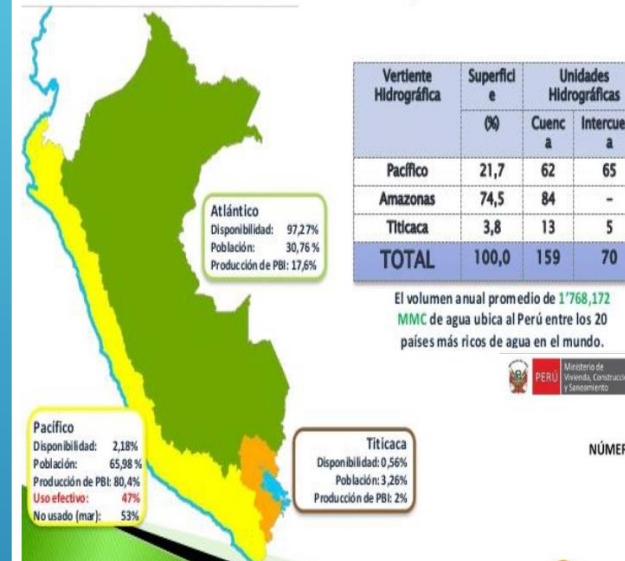 Vertiente Superfici Unidades
Hidrográfica e Hidrográficas
(%) Cuenc Intercue
a a
Pacífico 21,7 62 65
Amazonas 74,5 84 -
Titicaca 3,8 13 5
TOTAL 100,0 159 70
El volumen anual promedio de 1'768,172
MMC de agua ubica al Perú entre los 20
países más ricos de agua en el mundo.
PERÚ
Ministerio de
Vivienda, Construcció
y Saneamiento
Atlántico
Disponibilidad: 97,27%
Población: 30,76 %
Producción de PBI: 17,6%
Pacífico
Disponibilidad: 2,18%
Población: 65,98 %
Producción de PBI: 80,4%
Uso efectivo: 47%
No usado (mar): 53%
Titicaca
Disponibilidad: 0,56%
Población: 3,26%
Producción de PBI: 2%
NÚMER